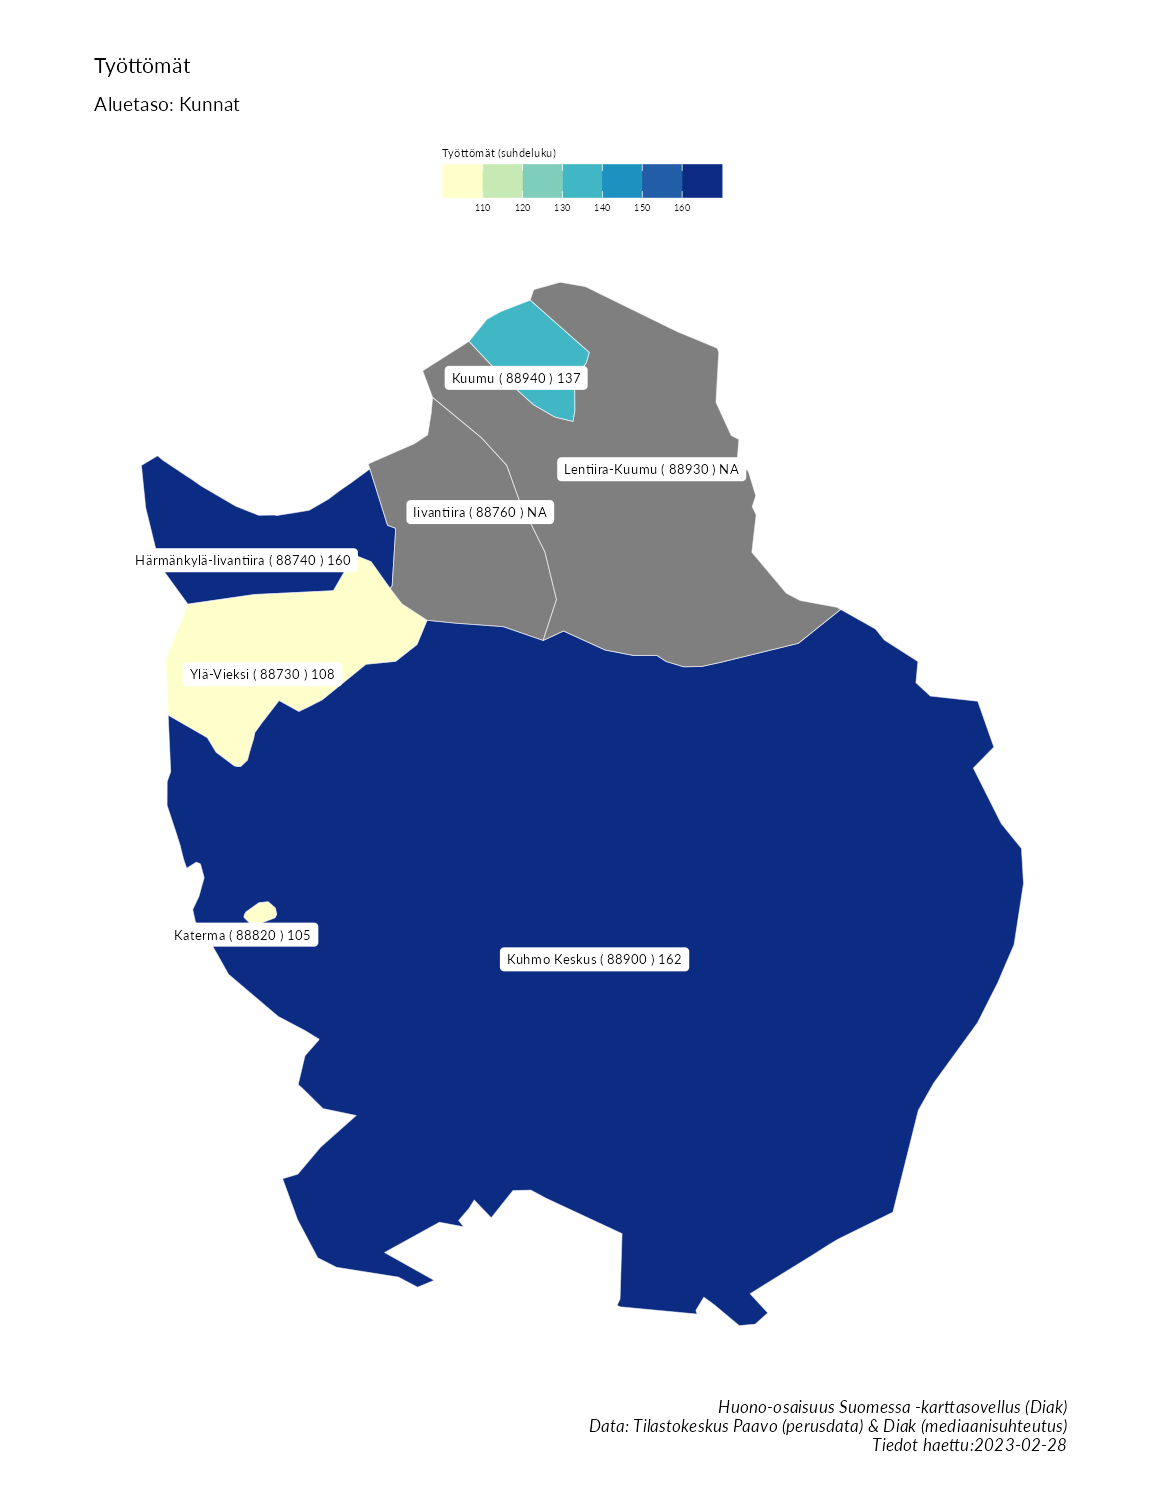 Työttömät
Aluetaso: Kunnat
Työttömät (suhdeluku)
110 120 130 140 150 160
Kuumu ( 88940 ) 137
Lentiira-Kuumu ( 88930 ) NA
Iivantiira ( 88760 ) NA
Härmänkylä-Iivantiira ( 88740 ) 160
Ylä-Vieksi ( 88730 ) 108
Katerma ( 88820 ) 105
Kuhmo Keskus ( 88900 ) 162
Huono-osaisuus Suomessa -karttasovellus (Diak)
Data: Tilastokeskus Paavo (perusdata) & Diak (mediaanisuhteutus)
Tiedot haettu:2023-02-28